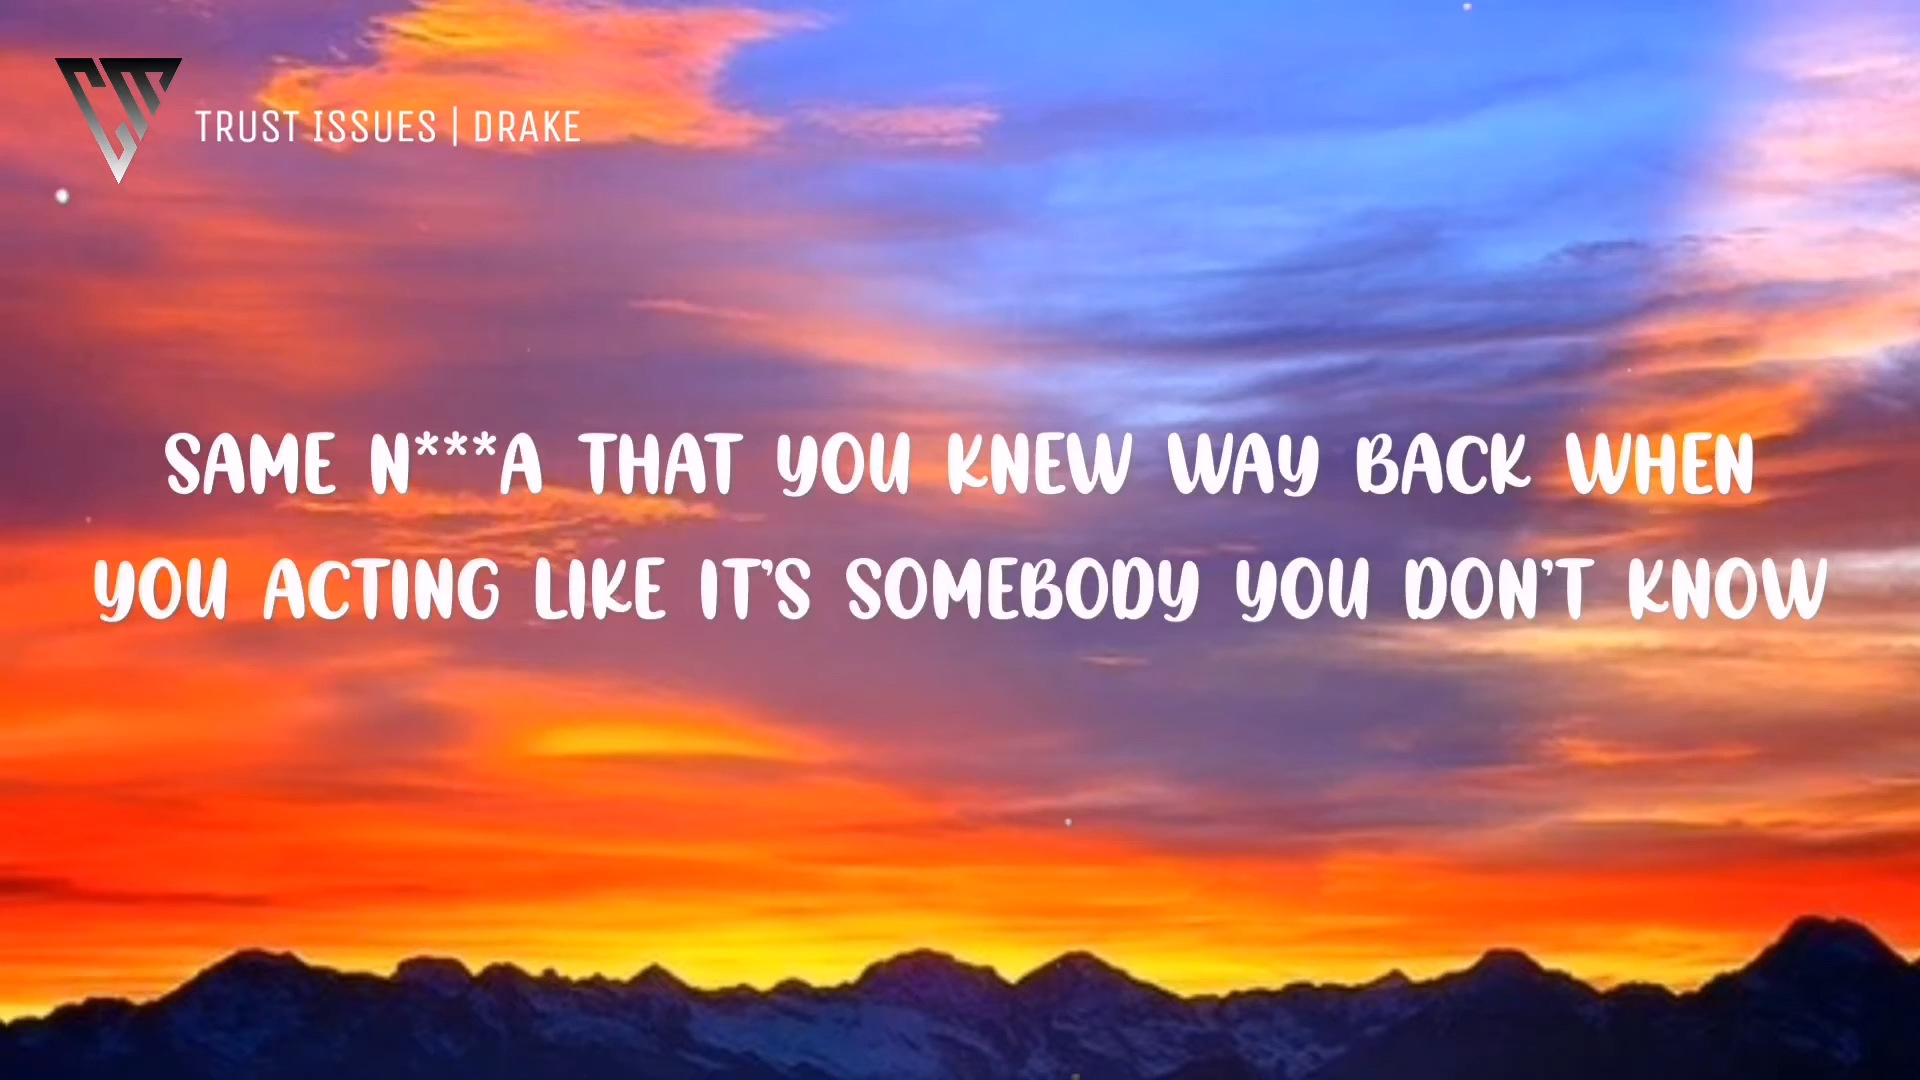 TRUST ISSUES | DRAKE
SAME N***A THAT YOU KNEW WAY BACK WHEN
YOU ACTING LIKE IT'S SOMEBODY YOU DON'T KNOW